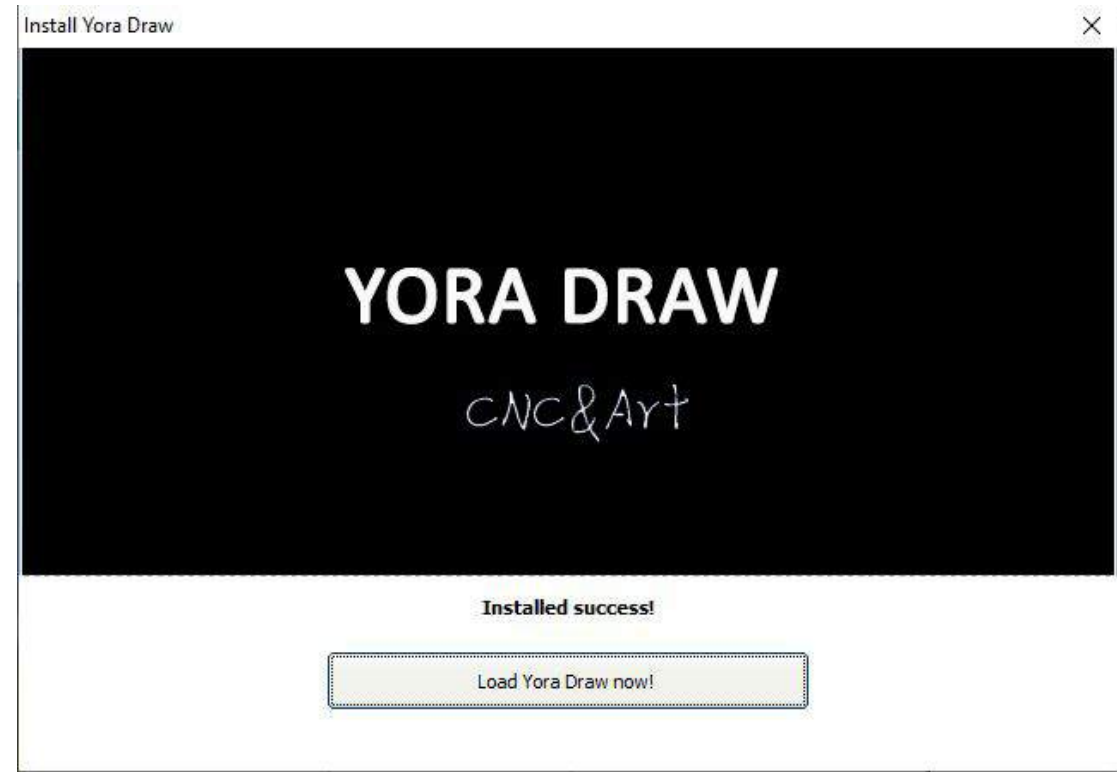 Install Yora Draw
YORA DRAW
CNC&Art
Installed success!
Load Yora Draw now!